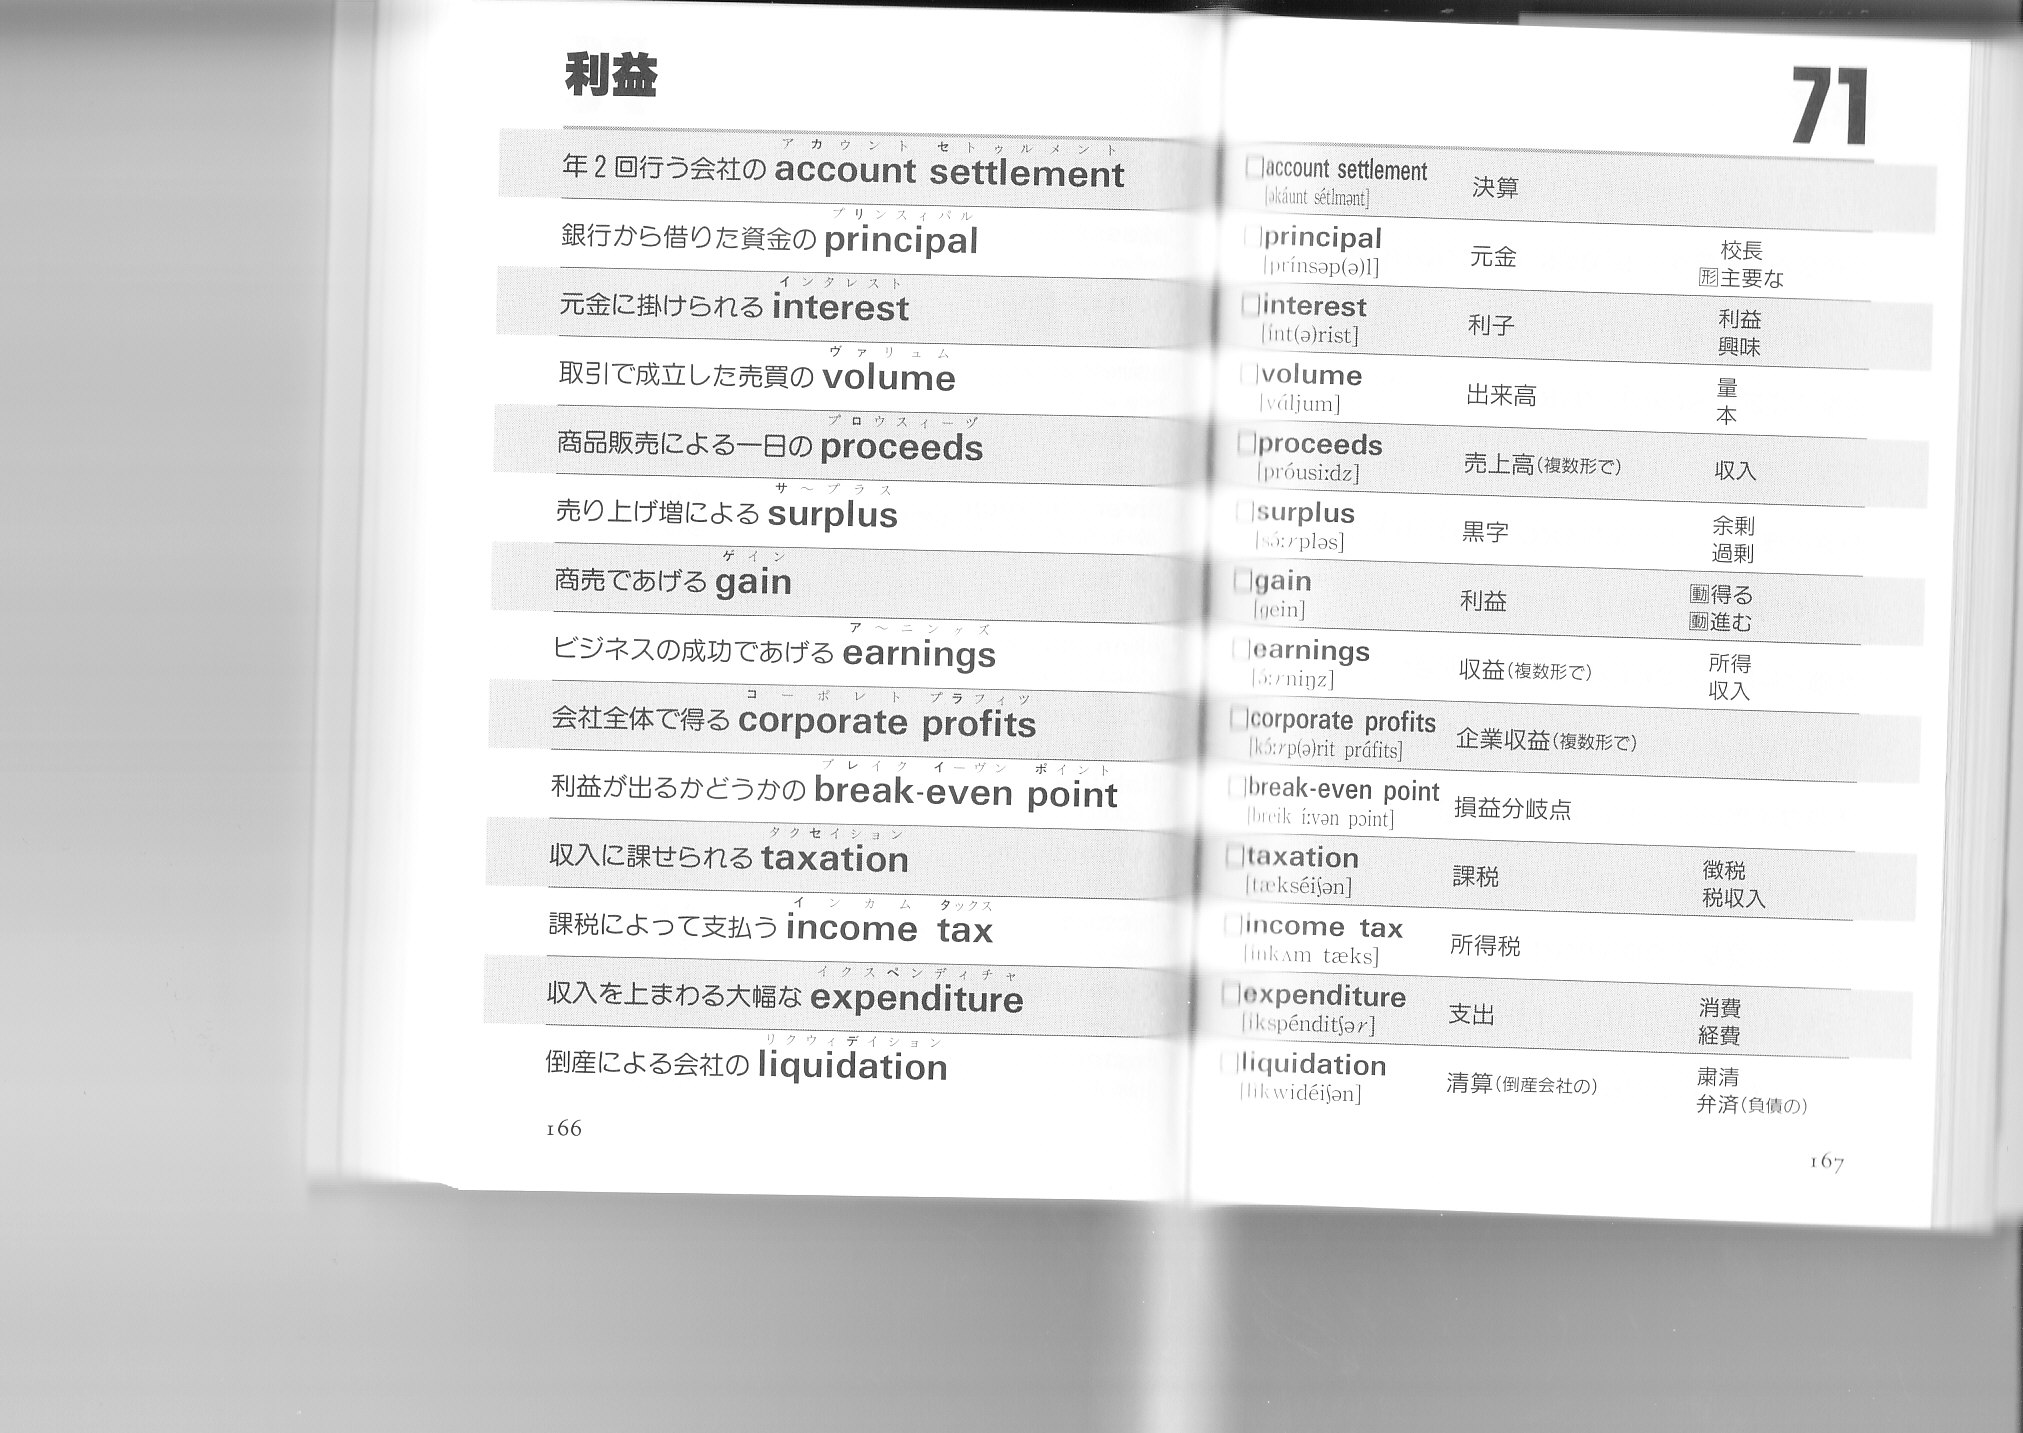 利益
アカウント セトゥルメント
年2回行う会社の account settlement
プリンスィパル
銀行から借りた資金の principal
インタレスト
元金に掛けられる interest
ヴァリュム
取引で成立した売買の volume
プロウスィーヅ
商品販売による一日の proceeds
サ〜プラス
売り上げ増による surplus
ゲイン
商売であげる gain
ア〜ニンッズ
ビジネスの成功であげる earnings
コーポレト プラフィツ
会社全体で得る corporate profits
ブレイク イーヴン ポイント
利益が出るかどうかの break-even point
タクセイション
収入に課せられる taxation
インカム タックス
課税によって支払う income tax
イクスペンディチャ
収入を上まわる大幅な expenditure
リクウィデイション
倒産による会社の liquidation
166
71
account settlement 決算
[əkáunt sétlmənt]
principal 元金 校長
[prínsəp(ə)l] 形主要な
interest 利子 利益
[ínt(ə)rist] 興味
volume 出来高 量
[váljum] 本
proceeds 売上高(複数形で) 収入
[próusi:dz]
surplus 黒字 余剰
[sə́:rpləs] 過剰
gain 利益 動得る
[gein] 動進む
earnings 収益(複数形で) 所得
[ə́:rniŋz] 収入
corporate profits 企業収益(複数形で)
[kɔ́:rp(ə)rit práfits]
break-even point 損益分岐点
[breik í:vən pɔint]
taxation 課税 徴税
[tækséiʃən] 税収入
income tax 所得税
[inkʌm tæks]
expenditure 支出 消費
[ikspénditʃər] 経費
liquidation 清算(倒産会社の) 粛清
[likwidéiʃən] 弁済(負債の)
167